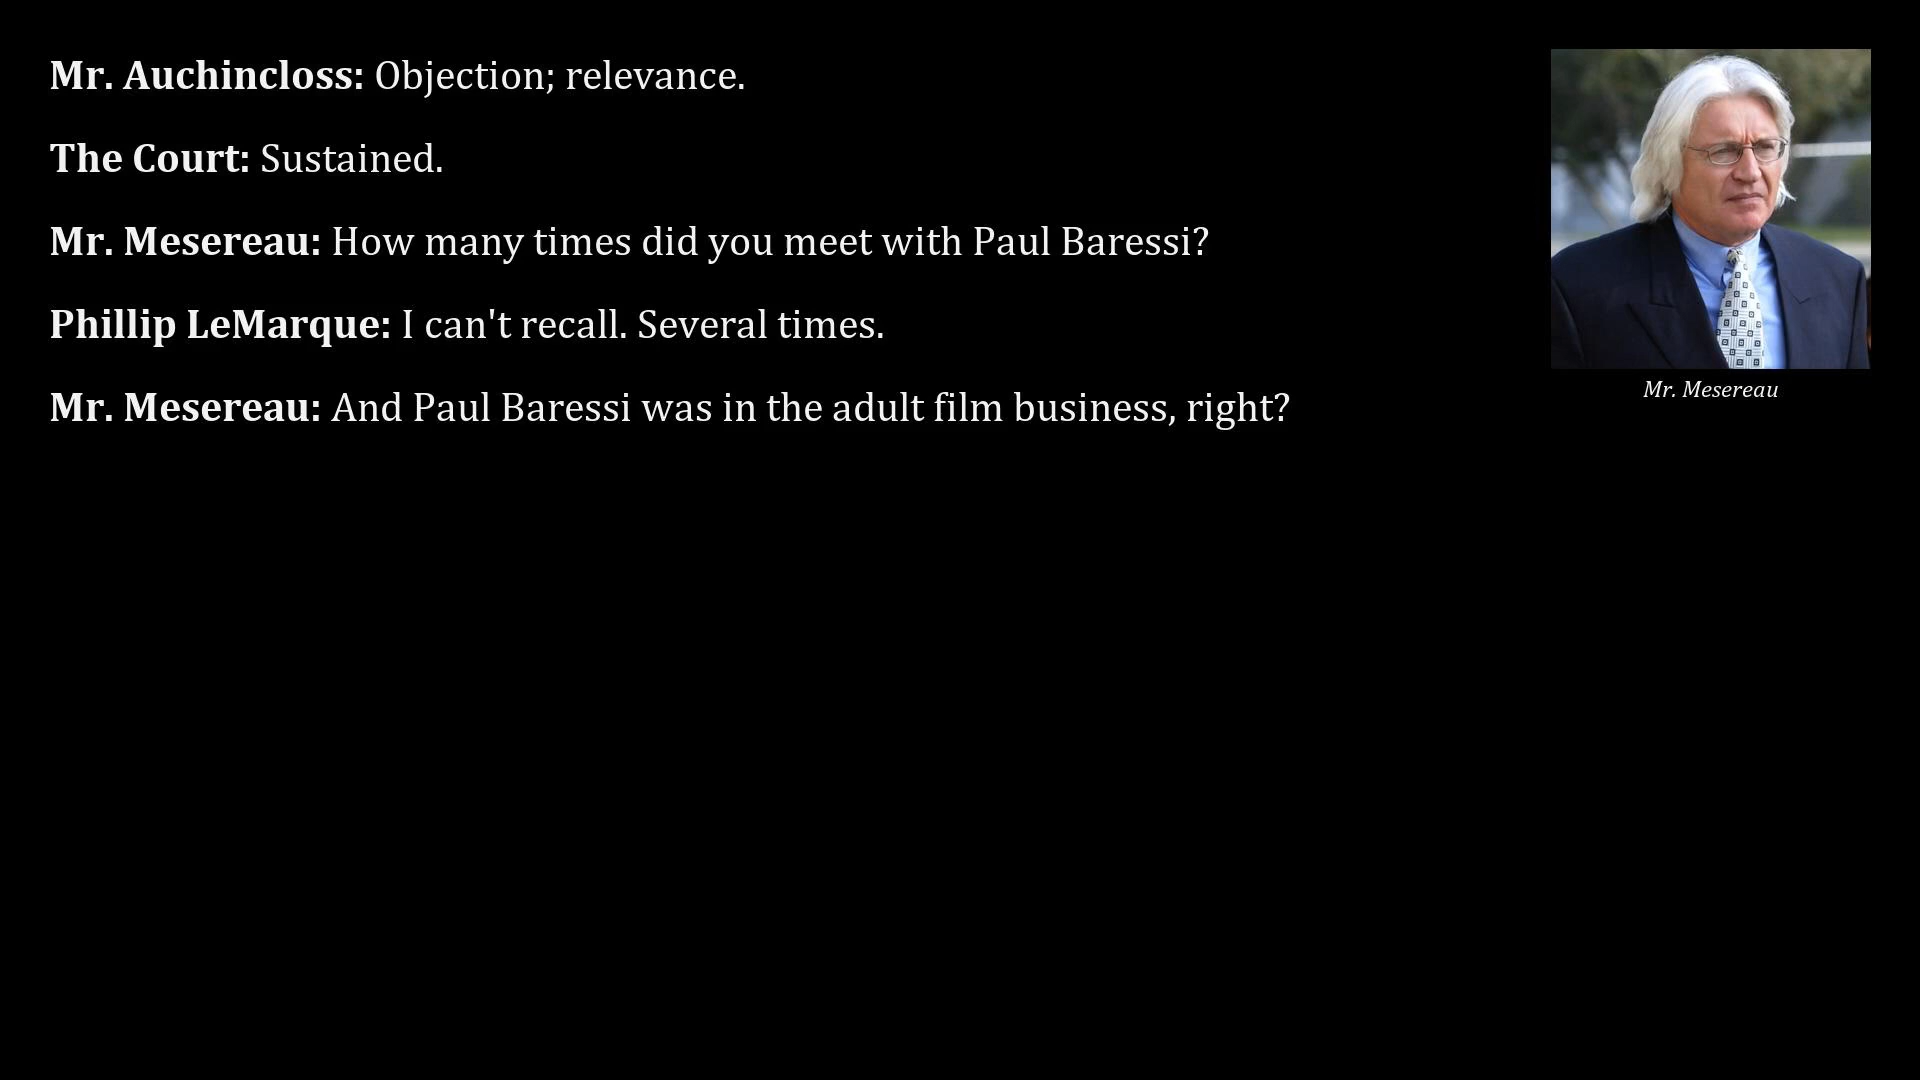 Mr. Auchincloss: Objection; relevance.
The Court: Sustained.
Mr. Mesereau: How many times did you meet with Paul Baressi?
Phillip LeMarque: I can't recall. Several times.
Mr. Mesereau: And Paul Baressi was in the adult film business, right?
Mr. Mesereau